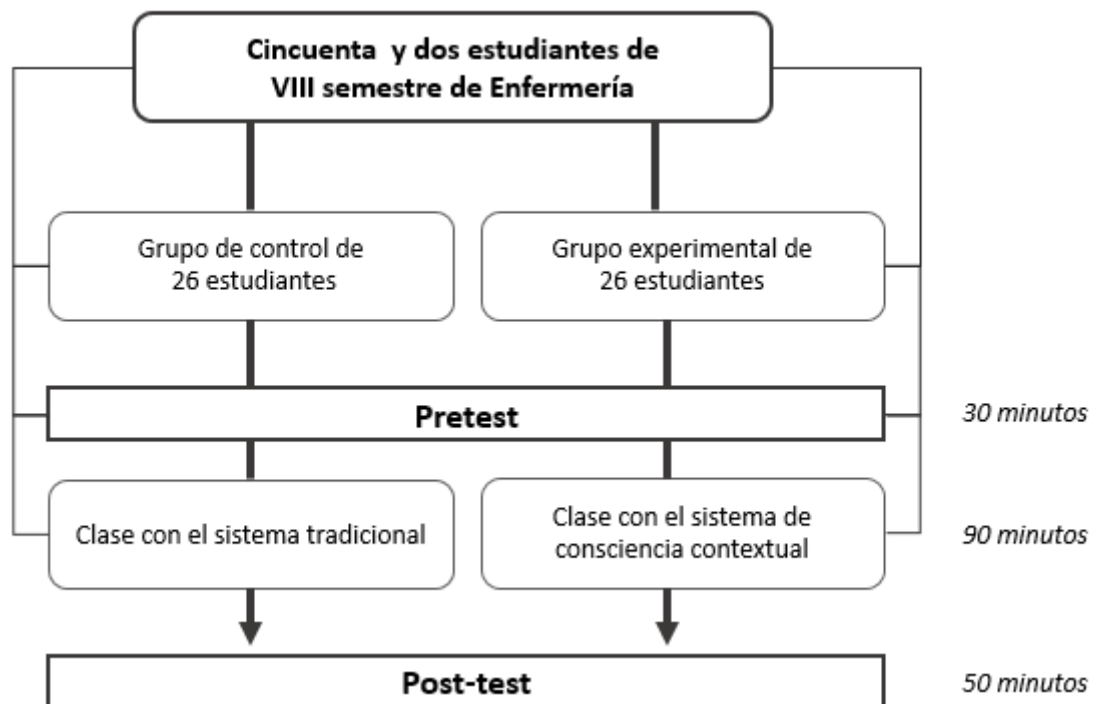 Cincuenta y dos estudiantes de
VIII semestre de Enfermería
Grupo de control de
26 estudiantes
Grupo experimental de
26 estudiantes
Pretest
30 minutos
Clase con el sistema tradicional
Clase con el sistema de
consciencia contextual
90 minutos
Post-test
50 minutos